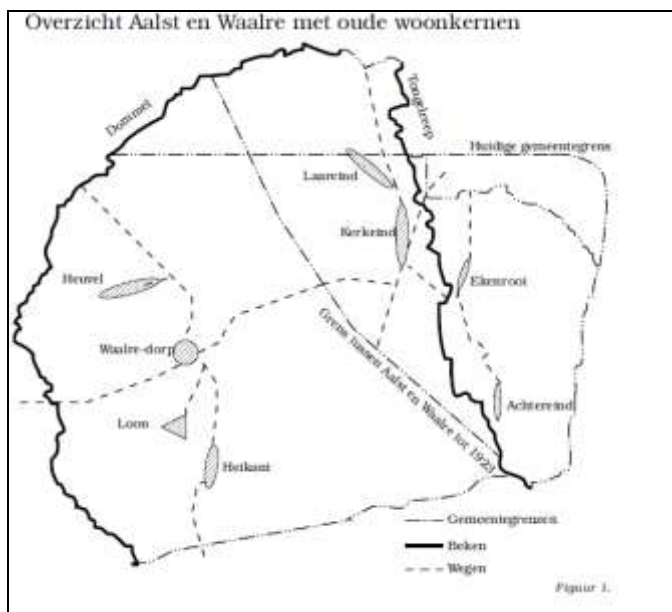 Overzicht Aalst en Waalre met oude woonkernen
Dommel
Tongelreep
Huidige gemeentegrens
Laareind
Kerkeind
Heuvel
Ekenrooi
Waalre-dorp
Grens tussen Aalst en Waalre tot 1923
Loon
Achtereind
Heikant
Gemeentegrenzen
Beken
Wegen
Figuur 1.